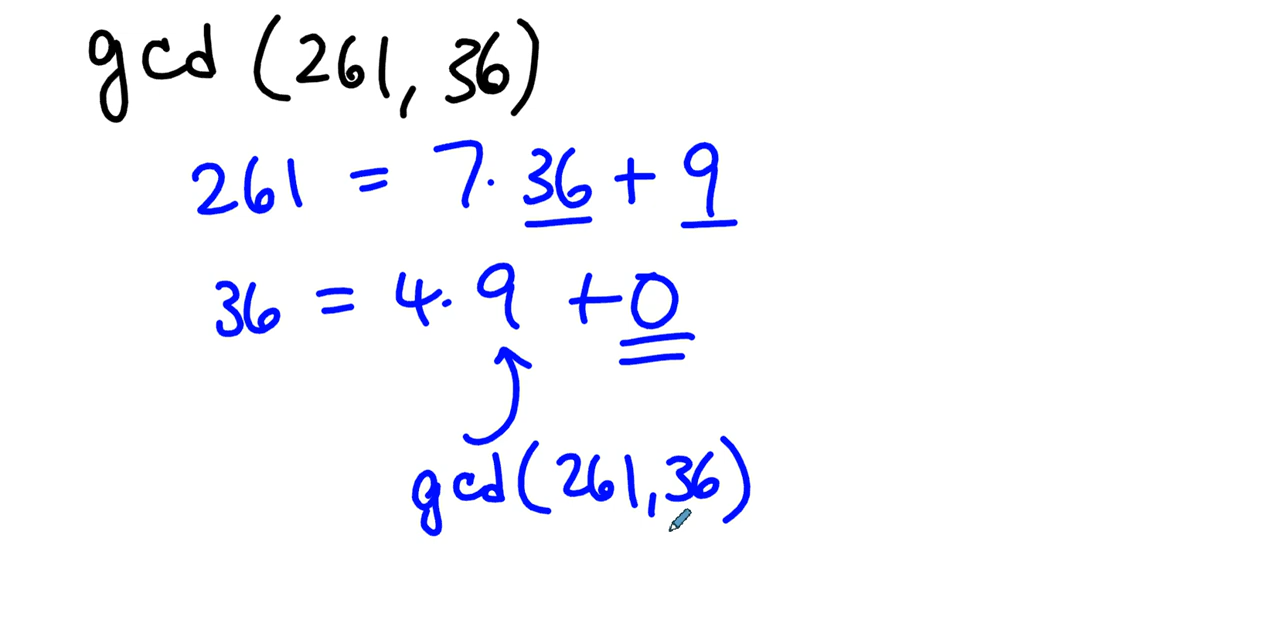 gcd (261, 36)
261 = 7. 36 + 9
36 = 4. 9 + 0
gcd (261, 36)